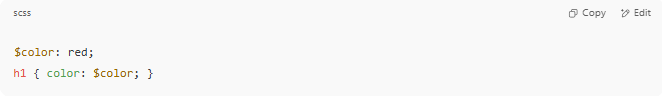 scss
Copy
Edit
$color: red;
h1 { color: $color; }